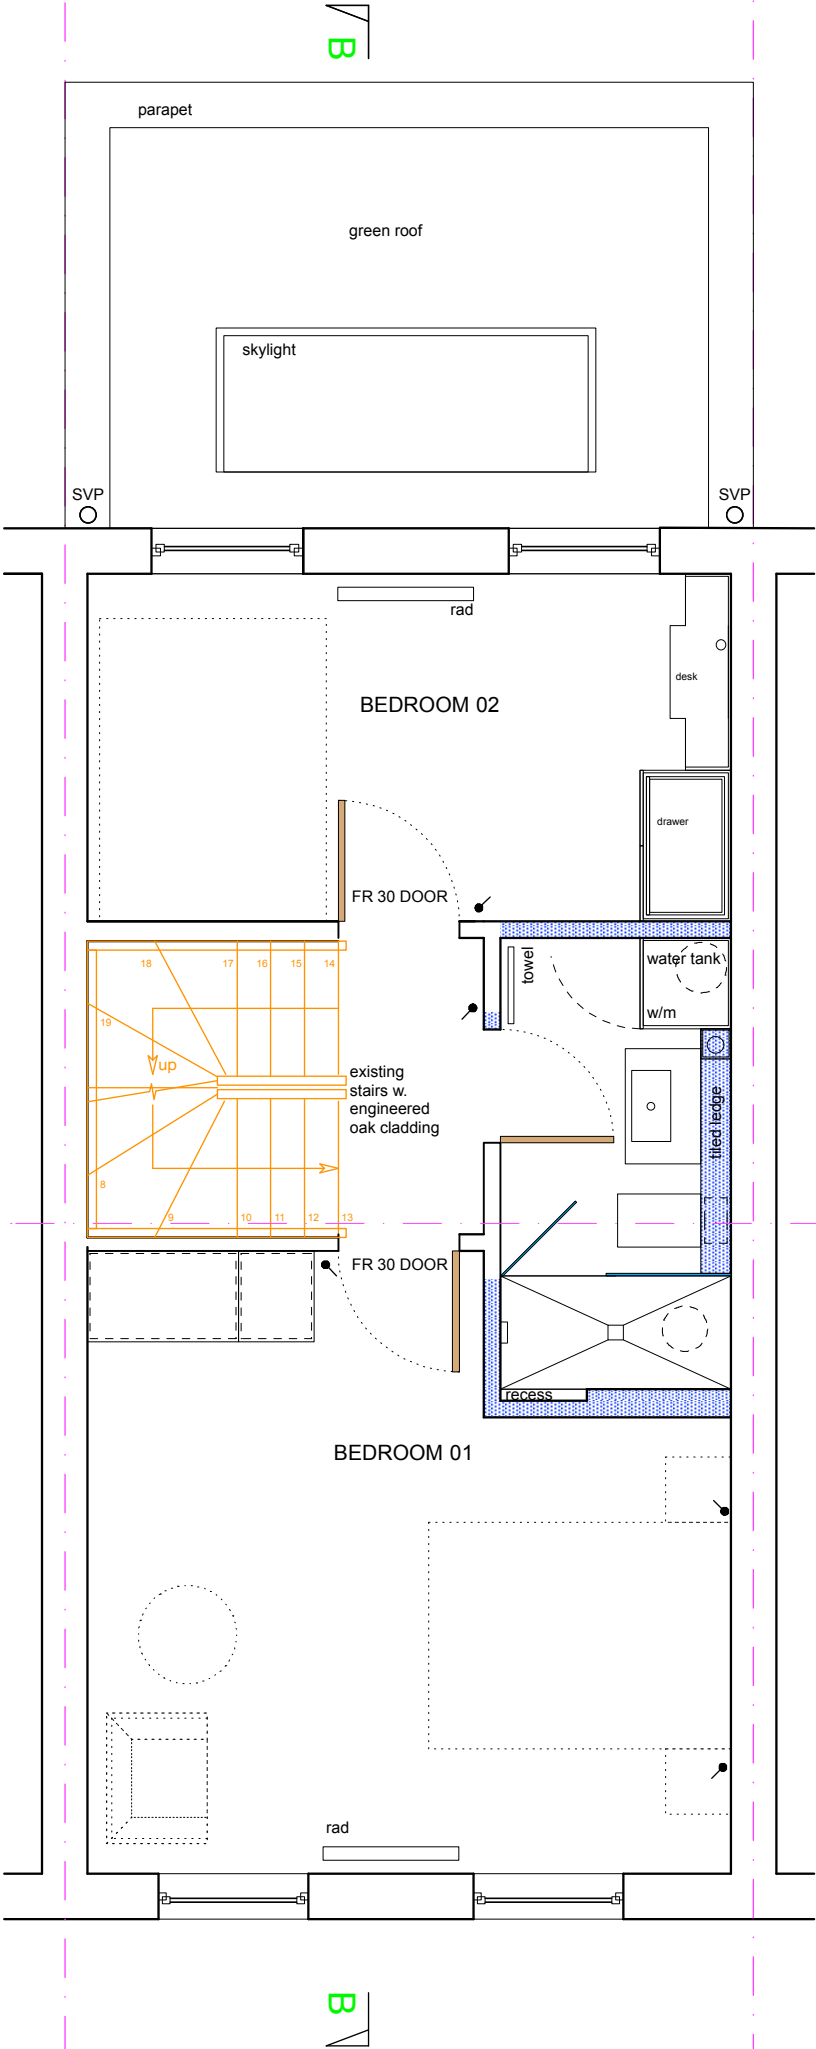 B
parapet
green roof
skylight
SVP
SVP
rad
desk
BEDROOM 02
drawer
FR 30 DOOR
18
17
16
15
14
towel
water tank
w/m
19
up
existing
stairs w.
engineered
oak cladding
tiled ledge
8
9
10
11
12
13
FR 30 DOOR
recess
BEDROOM 01
rad
B